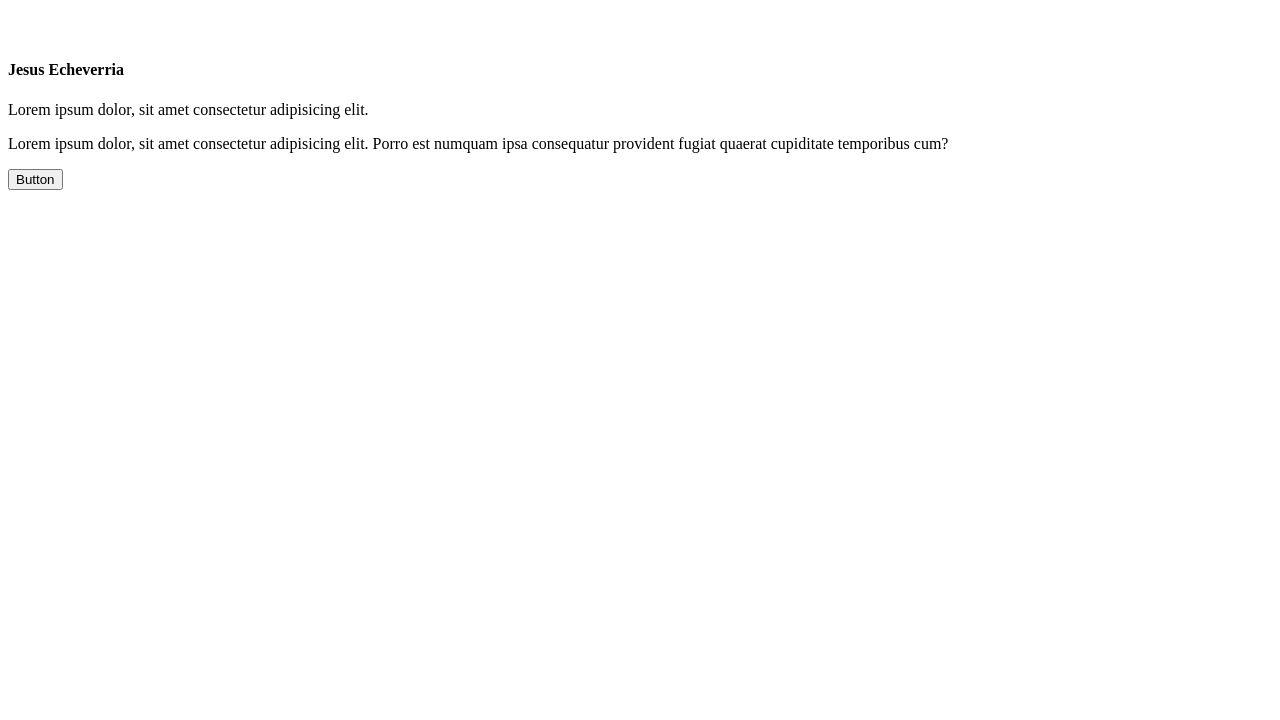 Jesus Echeverria
Lorem ipsum dolor, sit amet consectetur adipisicing elit.
Lorem ipsum dolor, sit amet consectetur adipisicing elit. Porro est numquam ipsa consequatur provident fugiat quaerat cupiditate temporibus cum?
Button